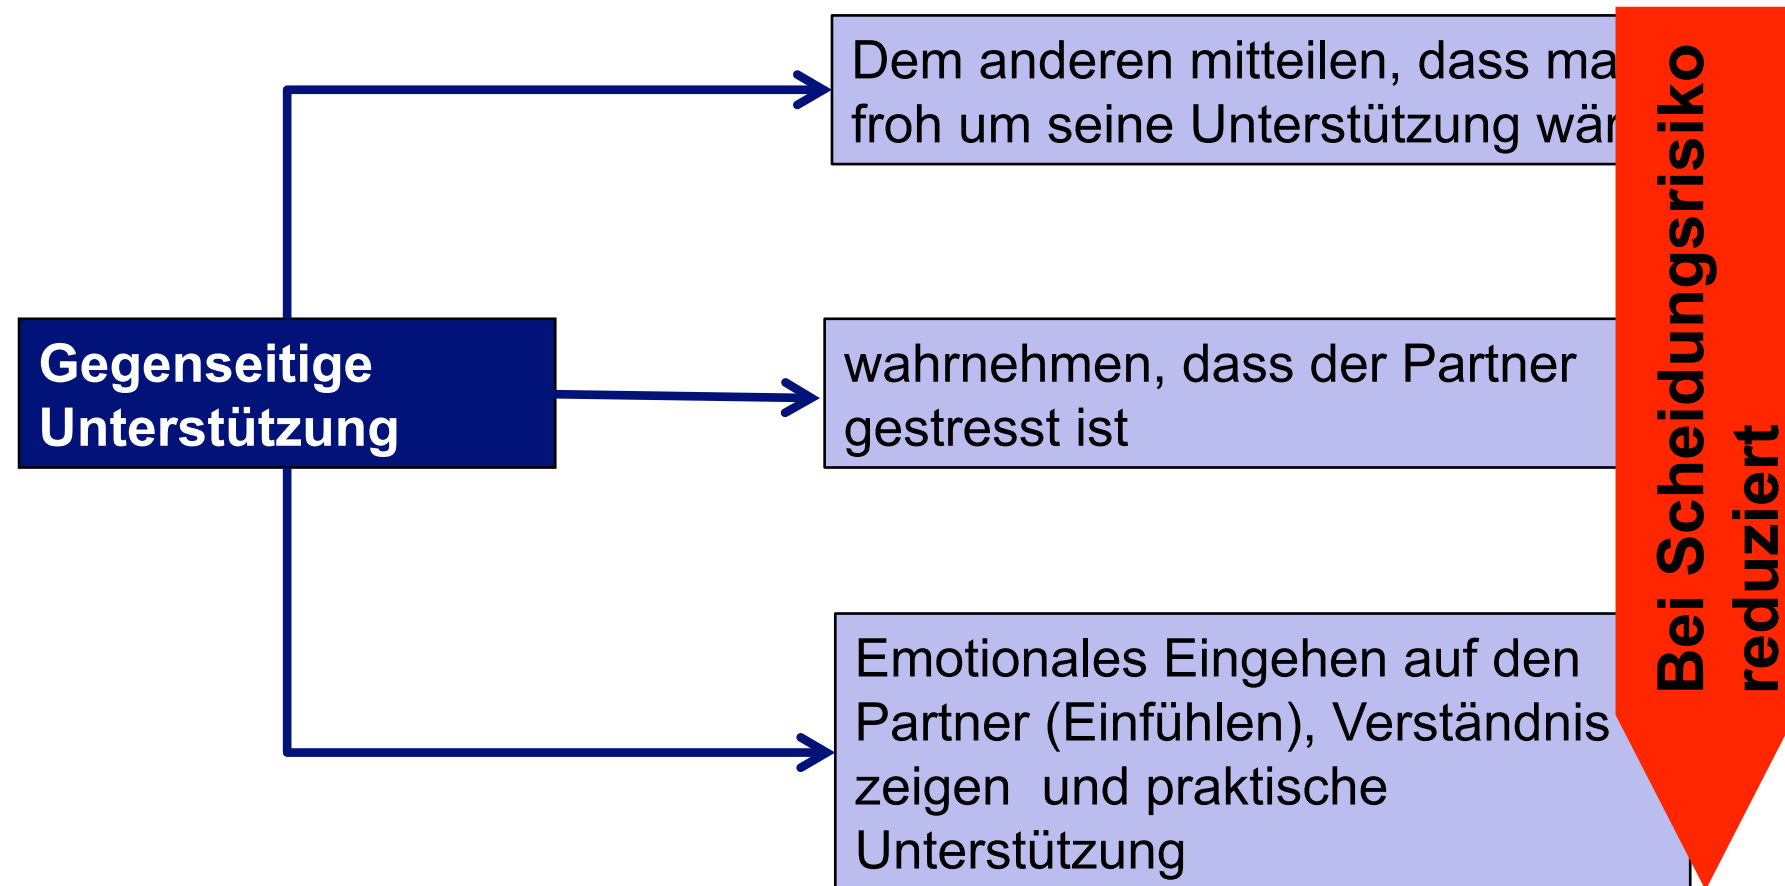 Dem anderen mitteilen, dass ma
froh um seine Unterstützung wär
Gegenseitige
Unterstützung
wahrnehmen, dass der Partner
gestresst ist
Emotionales Eingehen auf den
Partner (Einfühlen), Verständnis
zeigen  und praktische
Unterstützung
Bei Scheidungsrisiko
reduziert